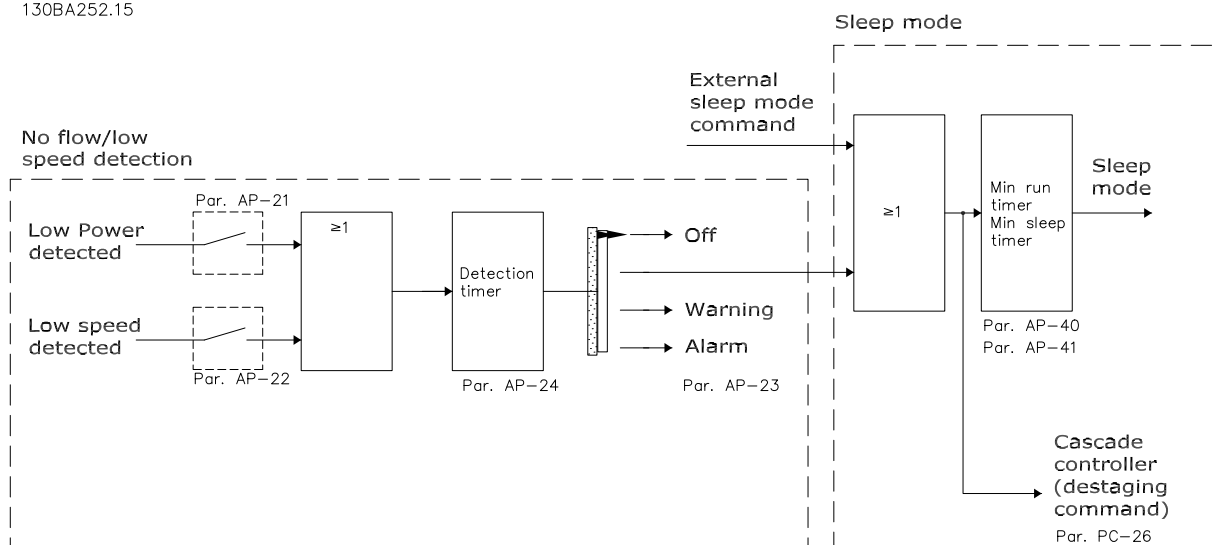 130BA252.15
Sleep mode
External
sleep mode
command
No flow/low
speed detection
Par. AP-21
Low Power
detected
≥1
Detection
timer
Off
Low speed
detected
Par. AP-22
Par. AP-24
Warning
Alarm
Par. AP-23
≥1
Min run
timer
Min sleep
timer
Sleep
mode
Par. AP-40
Par. AP-41
Cascade
controller
(destaging
command)
Par. PC-26